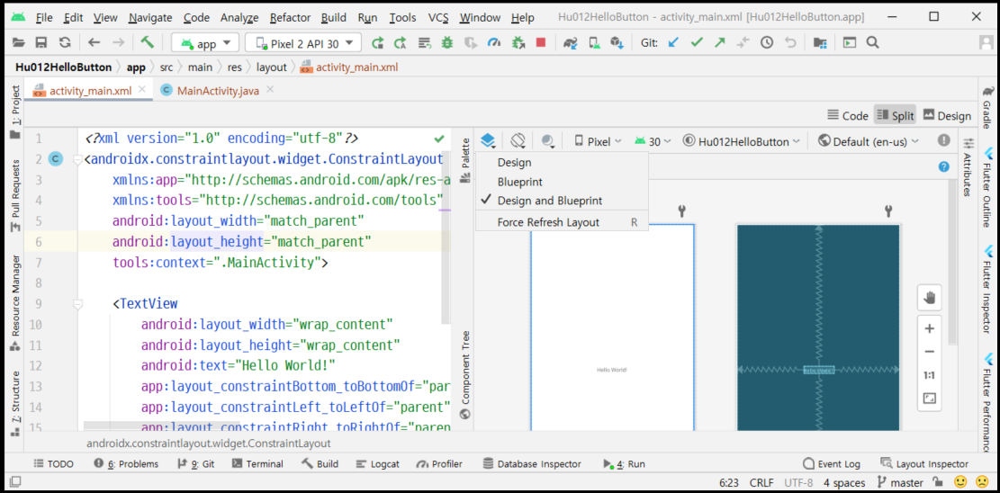 File Edit View Navigate Code Analyze Refactor Build Run Tools VCS Window Help Hu012HelloButton - activity_main.xml [Hu012HelloButton.app]
app Pixel 2 API 30 Git:
Hu012HelloButton app src main res layout activity_main.xml
activity_main.xml MainActivity.java
Code Split Design
1: Project
Pull Requests
Resource Manager
7: Structure
1 <?xml version="1.0" encoding="utf-8"?>
2 C <androidx.constraintlayout.widget.ConstraintLayout
3 xmlns:app="http://schemas.android.com/apk/res-a
4 xmlns:tools="http://schemas.android.com/tools"
5 android:layout_width="match_parent"
6 android:layout_height="match_parent"
7 tools:context=".MainActivity">
8
9 <TextView
10 android:layout_width="wrap_content"
11 android:layout_height="wrap_content"
12 android:text="Hello World!"
13 app:layout_constraintBottom_toBottomOf="par
14 app:layout_constraintLeft_toLeftOf="parent"
15 app:layout_constraintRight_toRightOf="paren
androidx.constraintlayout.widget.ConstraintLayout
Palette
Component Tree
Pixel 30 Hu012HelloButton Default (en-us)
Design
Blueprint
Design and Blueprint
Force Refresh Layout R
Hello World!
1:1
Attributes
Gradle
Flutter Outline
Flutter Inspector
Flutter Performance
TODO 6: Problems 9: Git Terminal Build Logcat Profiler Database Inspector 4: Run Event Log Layout Inspector
6:23 CRLF UTF-8 4 spaces master